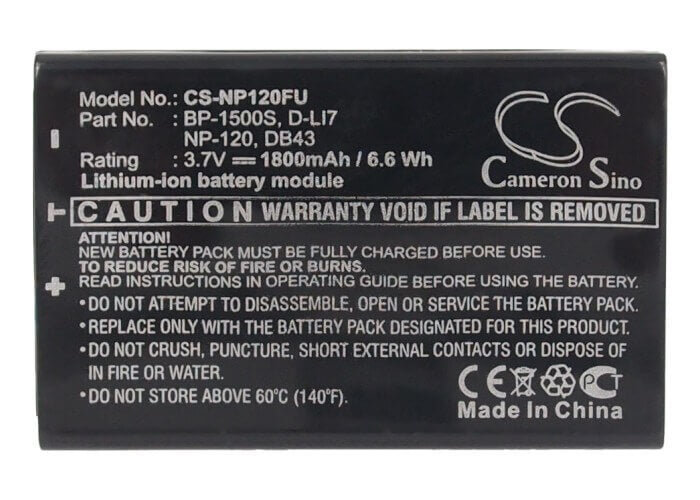 Model No.: CS-NP120FU
Part No.: BP-1500S, D-LI7
NP-120, DB43
Rating : 3.7V 1800mAh / 6.6 Wh
Lithium-ion battery module
CS
Cameron Sino
CAUTION WARRANTY VOID IF LABEL IS REMOVED
ATTENTION!
NEW BATTERY PACK MUST BE FULLY CHARGED BEFORE USE.
TO REDUCE RISK OF FIRE OR BURNS.
READ INSTRUCTIONS IN OPERATING GUIDE BEFORE USING BATTERY.
•DO NOT ATTEMPT TO DISASSEMBLE, OPEN OR SERVICE THE BATTERY PACK.
•REPLACE ONLY WITH THE BATTERY PACK DESIGNATED FOR THIS PRODUCT.
•DO NOT CRUSH, PUNCTURE, SHORT EXTERNAL CONTACTS, OR DISPOSE
IN FIRE OR WATER.
•DO NOT STORE ABOVE 60°C (140°F).
CE PC
Made In China
- T +